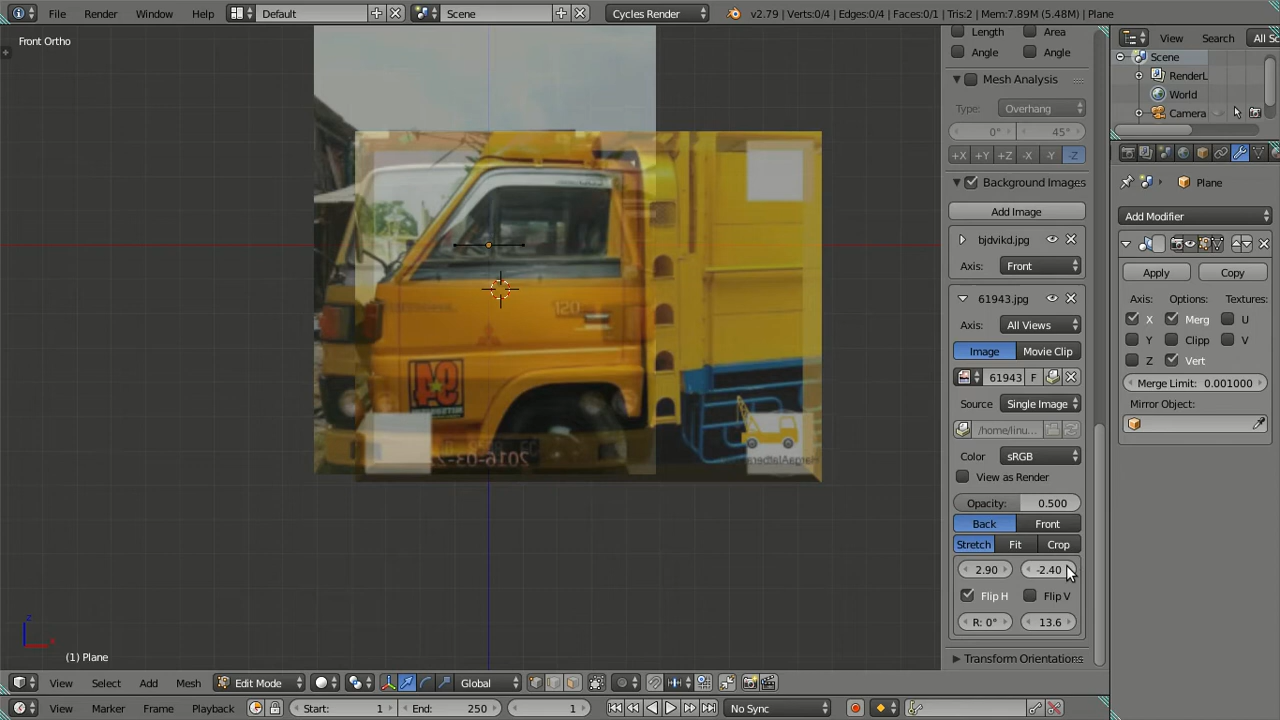 File Render Window Help Default Scene Cycles Render v2.79 | Verts:0/4 | Edges:0/4 | Faces:0/1 | Tris:2 | Mem:7.89M (5.48M) | Plane
Front Ortho
Length Area
Angle Angle
Mesh Analysis
Type: Overhang
0° 45°
+X +Y +Z -X -Y -Z
Background Images
Add Image
bjdvikd.jpg
Axis: Front
61943.jpg
Axis: All Views
Image Movie Clip
61943 F
Source Single Image
/home/linu...
Color sRGB
View as Render
Opacity: 0.500
Back Front
Stretch Fit Crop
2.90 -2.40
Flip H Flip V
R: 0° 13.6
Transform Orientations
View Search All Sc
Scene
RenderL
World
Camera
Plane
Add Modifier
Apply Copy
Axis: Options: Textures:
X Merg U
Y Clipp V
Z Vert
Merge Limit: 0.001000
Mirror Object:
120
(1) Plane
View Select Add Mesh Edit Mode Global
View Marker Frame Playback Start: 1 End: 250 1 No Sync